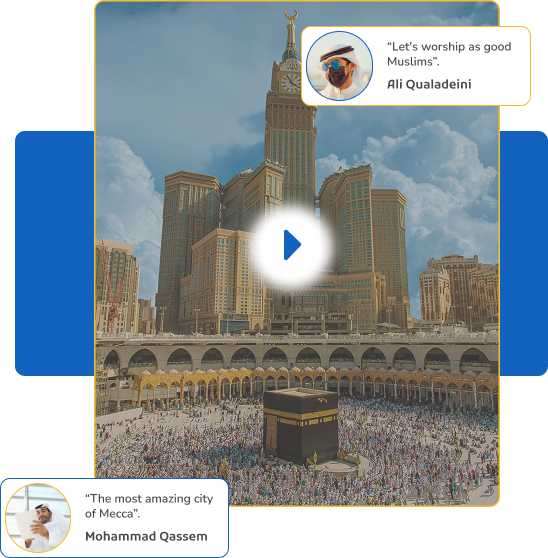 “Let's worship as good
Muslims”.
Ali Qualadeini
“The most amazing city
of Mecca”.
Mohammad Qassem